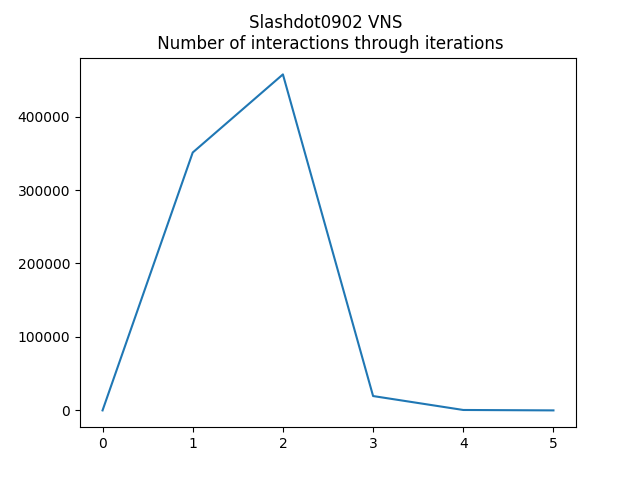 Slashdot0902 VNS
Number of interactions through iterations
400000
300000
200000
100000
0
0 1 2 3 4 5